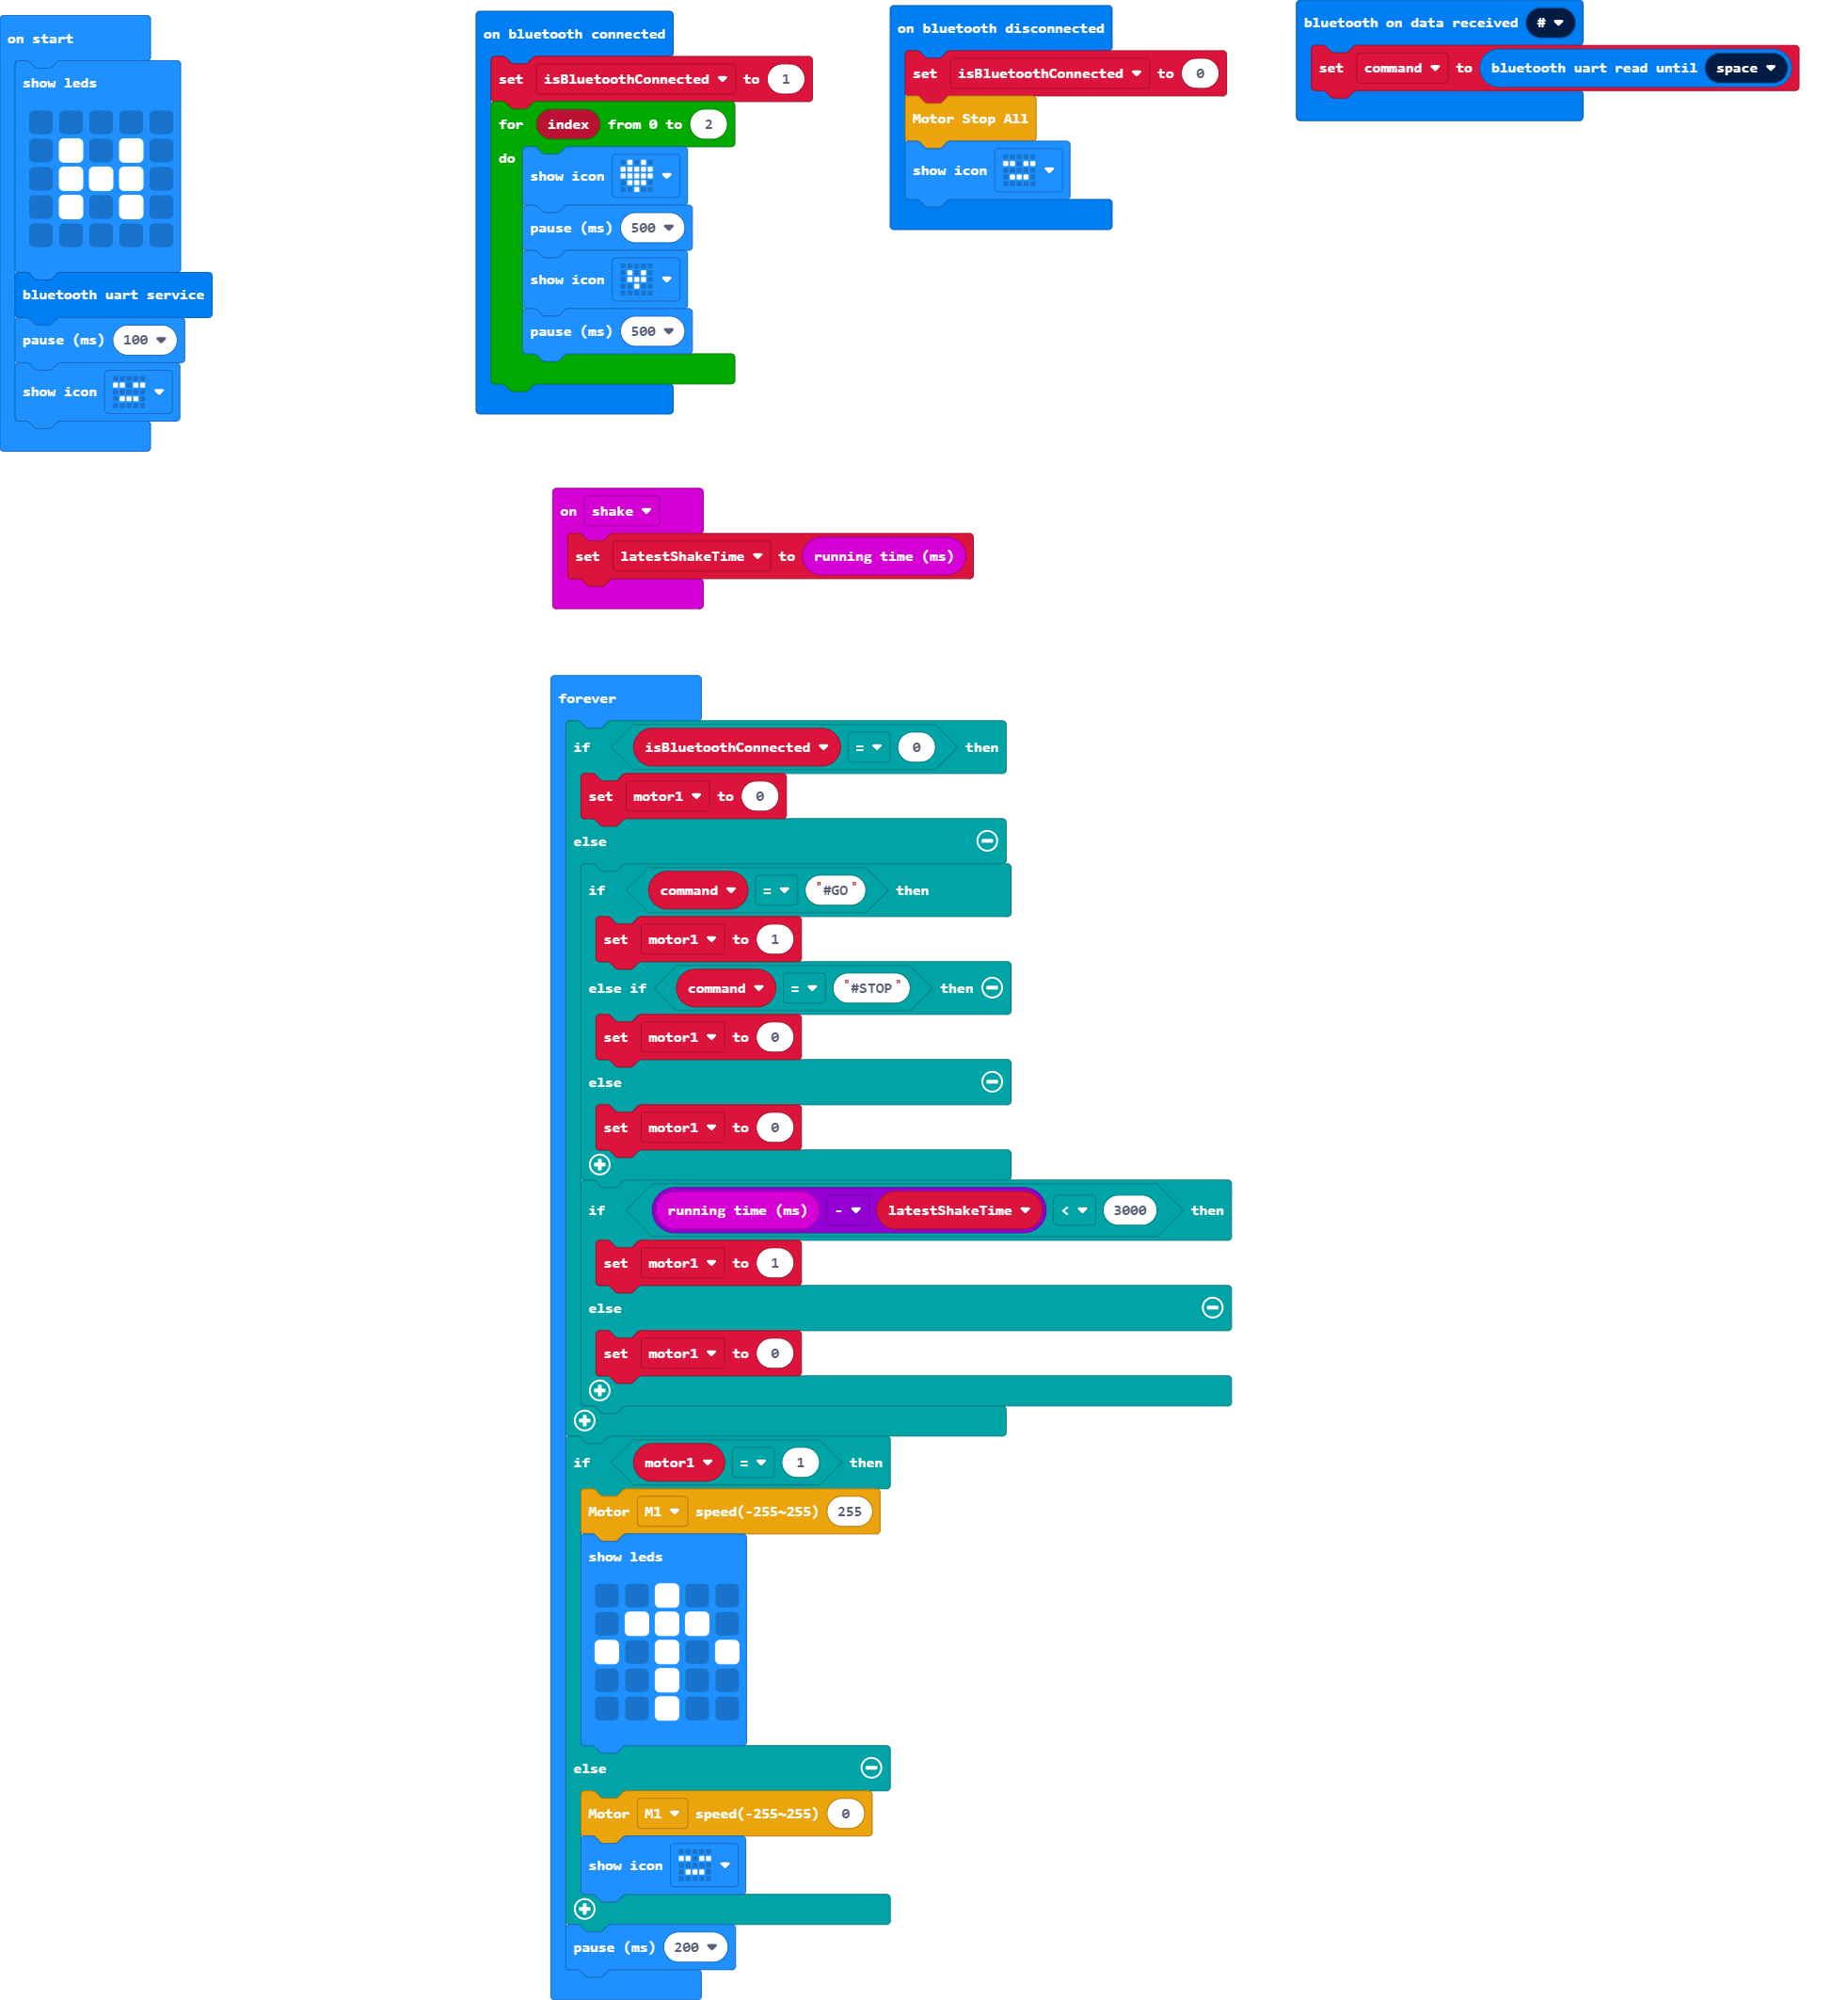 on start
show leds
bluetooth uart service
pause (ms) 100
show icon
on bluetooth connected
set isBluetoothConnected to 1
for index from 0 to 2
do
show icon
pause (ms) 500
show icon
pause (ms) 500
on bluetooth disconnected
set isBluetoothConnected to 0
Motor Stop All
show icon
bluetooth on data received #
set command to bluetooth uart read until space
on shake
set latestShakeTime to running time (ms)
forever
if isBluetoothConnected = 0 then
set motor1 to 0
else
if command = "#GO" then
set motor1 to 1
else if command = "#STOP" then
set motor1 to 0
else
set motor1 to 0
if running time (ms) - latestShakeTime < 3000 then
set motor1 to 1
else
set motor1 to 0
if motor1 = 1 then
Motor M1 speed(-255~255) 255
show leds
else
Motor M1 speed(-255~255) 0
show icon
pause (ms) 200